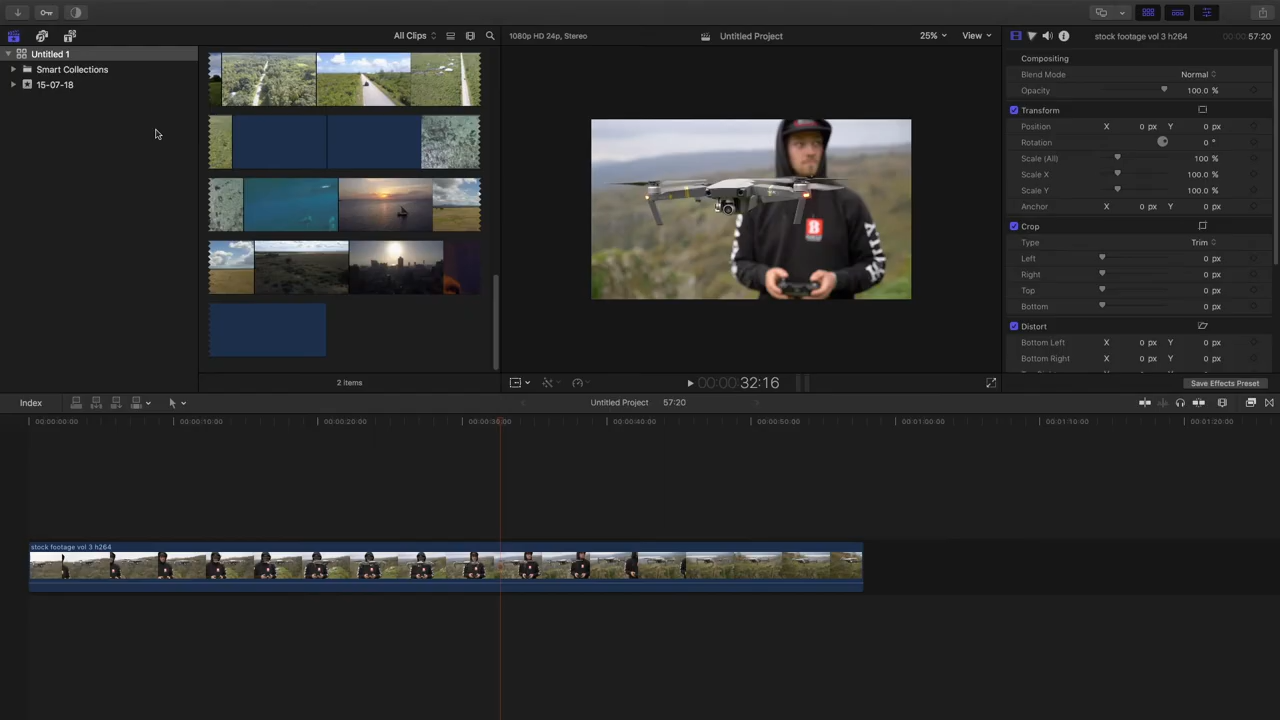 All Clips
1080p HD 24p, Stereo
Untitled Project
25%
View
stock footage vol 3 h264
00:00:57:20
Untitled 1
Smart Collections
15-07-18
2 items
B
00:00:00:32:16
Compositing
Blend Mode
Normal
Opacity
100.0 %
Transform
Position
X
0 px
Y
0 px
Rotation
0 °
Scale (All)
100 %
Scale X
100.0 %
Scale Y
100.0 %
Anchor
X
0 px
Y
0 px
Crop
Type
Trim
Left
0 px
Right
0 px
Top
0 px
Bottom
0 px
Distort
Bottom Left
X
0 px
Y
0 px
Bottom Right
X
0 px
Y
0 px
Save Effects Preset
Index
Untitled Project
57:20
00:00:00:00
00:00:10:00
00:00:20:00
00:00:30:00
00:00:40:00
00:00:50:00
00:01:00:00
00:01:10:00
00:01:20:00
stock footage vol 3 h264